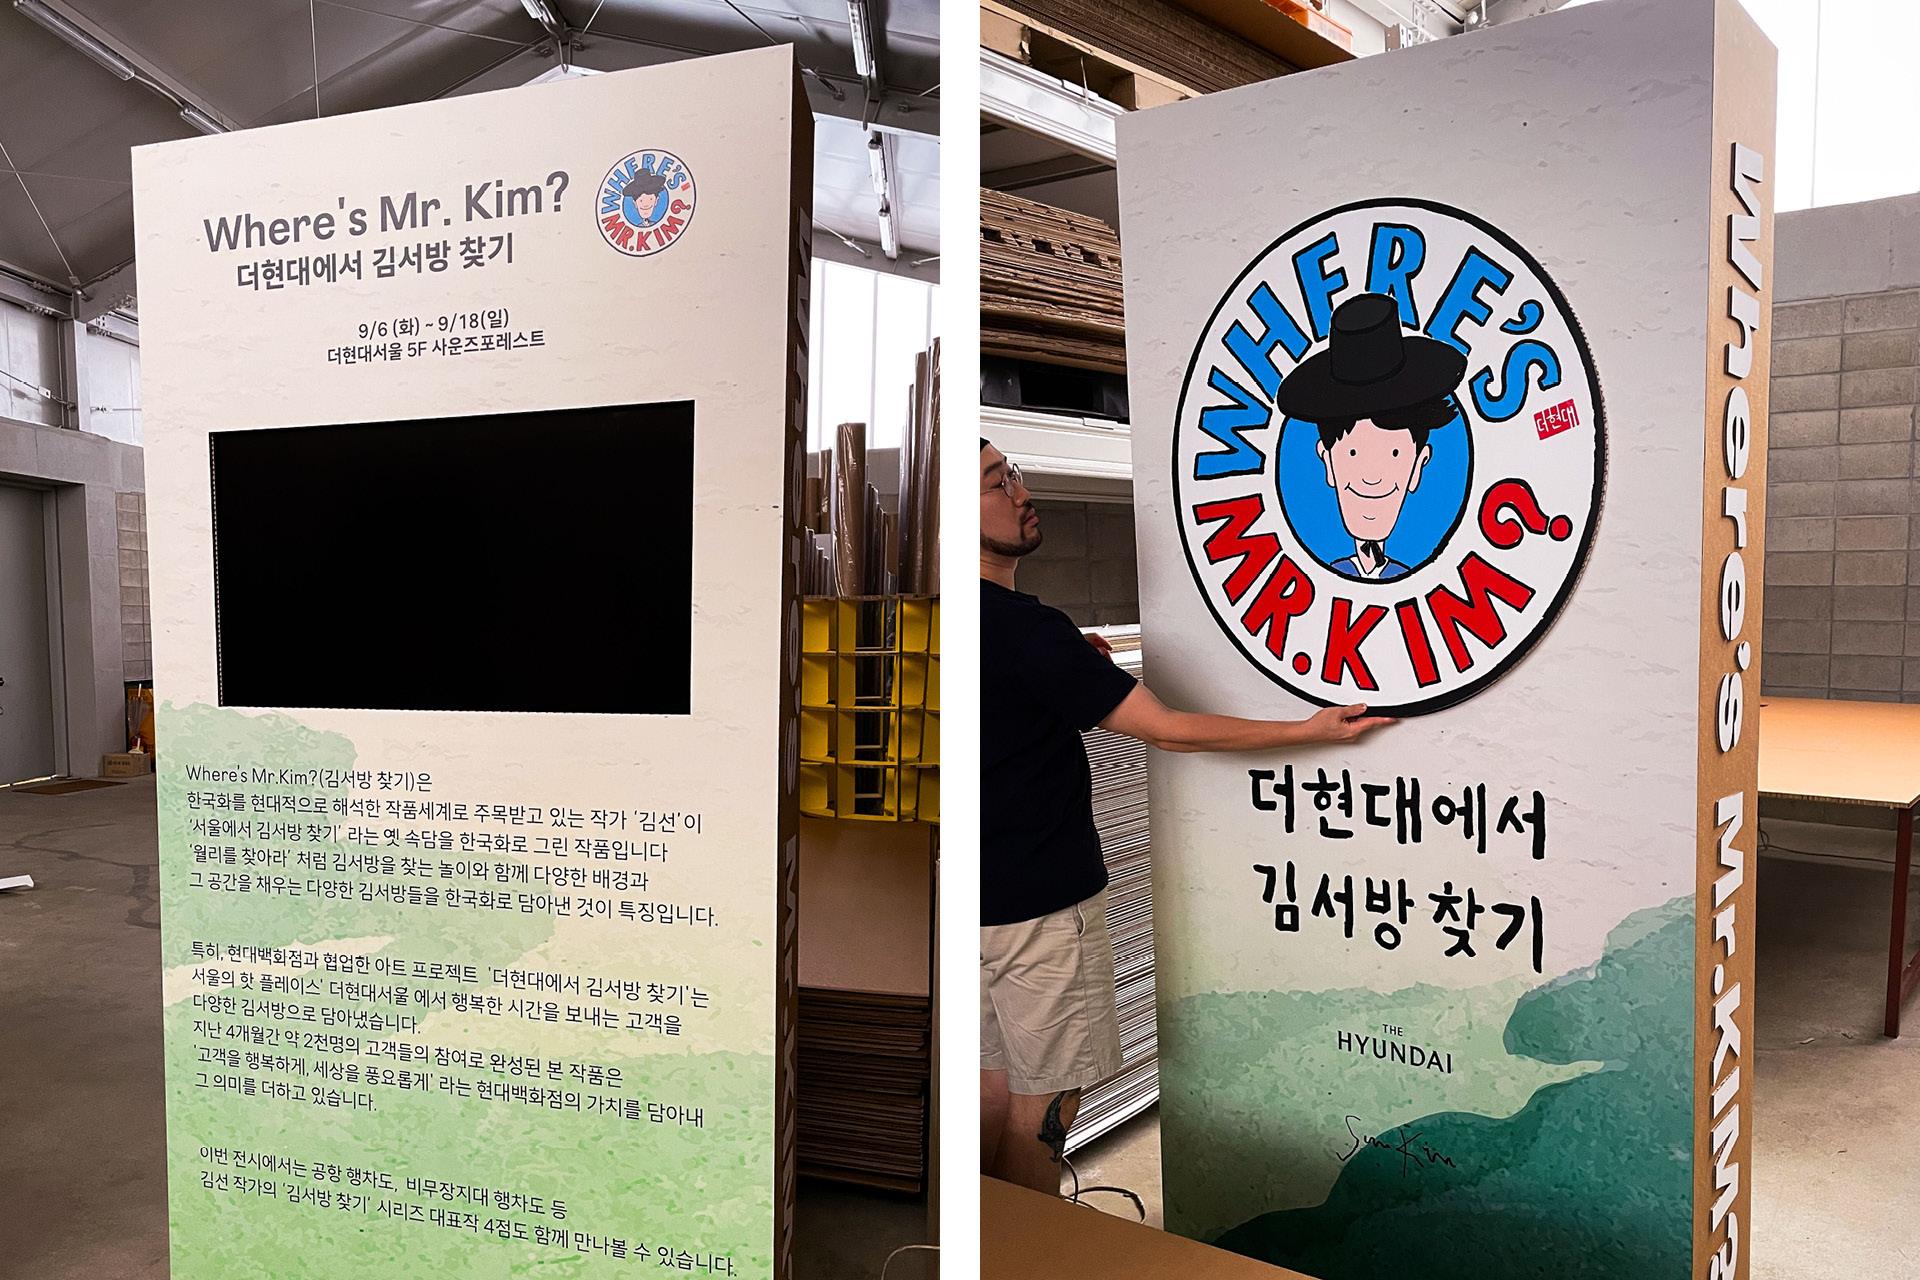 Where's Mr. Kim?
더현대에서 김서방 찾기
WHERE'S
MR.KIM?
9/6 (화) ~ 9/18(일)
더현대서울 5F 사운즈포레스트
Where's Mr.Kim?(김서방 찾기)은
한국화를 현대적으로 해석한 작품세계로 주목받고 있는 작가 '김선'이
'서울에서 김서방 찾기' 라는 옛 속담을 한국화로 그린 작품입니다
'월리를 찾아라' 처럼 김서방을 찾는 놀이와 함께 다양한 배경과
그 공간을 채우는 다양한 김서방들을 한국화로 담아낸 것이 특징입니다.
특히, 현대백화점과 협업한 아트 프로젝트 '더현대에서 김서방 찾기'는
서울의 핫 플레이스' 더현대서울 에서 행복한 시간을 보내는 고객을
다양한 김서방으로 담아냈습니다.
지난 4개월간 약 2천명의 고객들의 참여로 완성된 본 작품은
'고객을 행복하게, 세상을 풍요롭게' 라는 현대백화점의 가치를 담아내
그 의미를 더하고 있습니다.
이번 전시에서는 공항 행차도, 비무장지대 행차도 등
김선 작가의 '김서방 찾기' 시리즈 대표작 4점도 함께 만나볼 수 있습니다.
WHERE'S
더현대
MR.KIM?
더현대에서
김서방 찾기
THE
HYUNDAI
Sun Kim
Where's Mr.KIM?